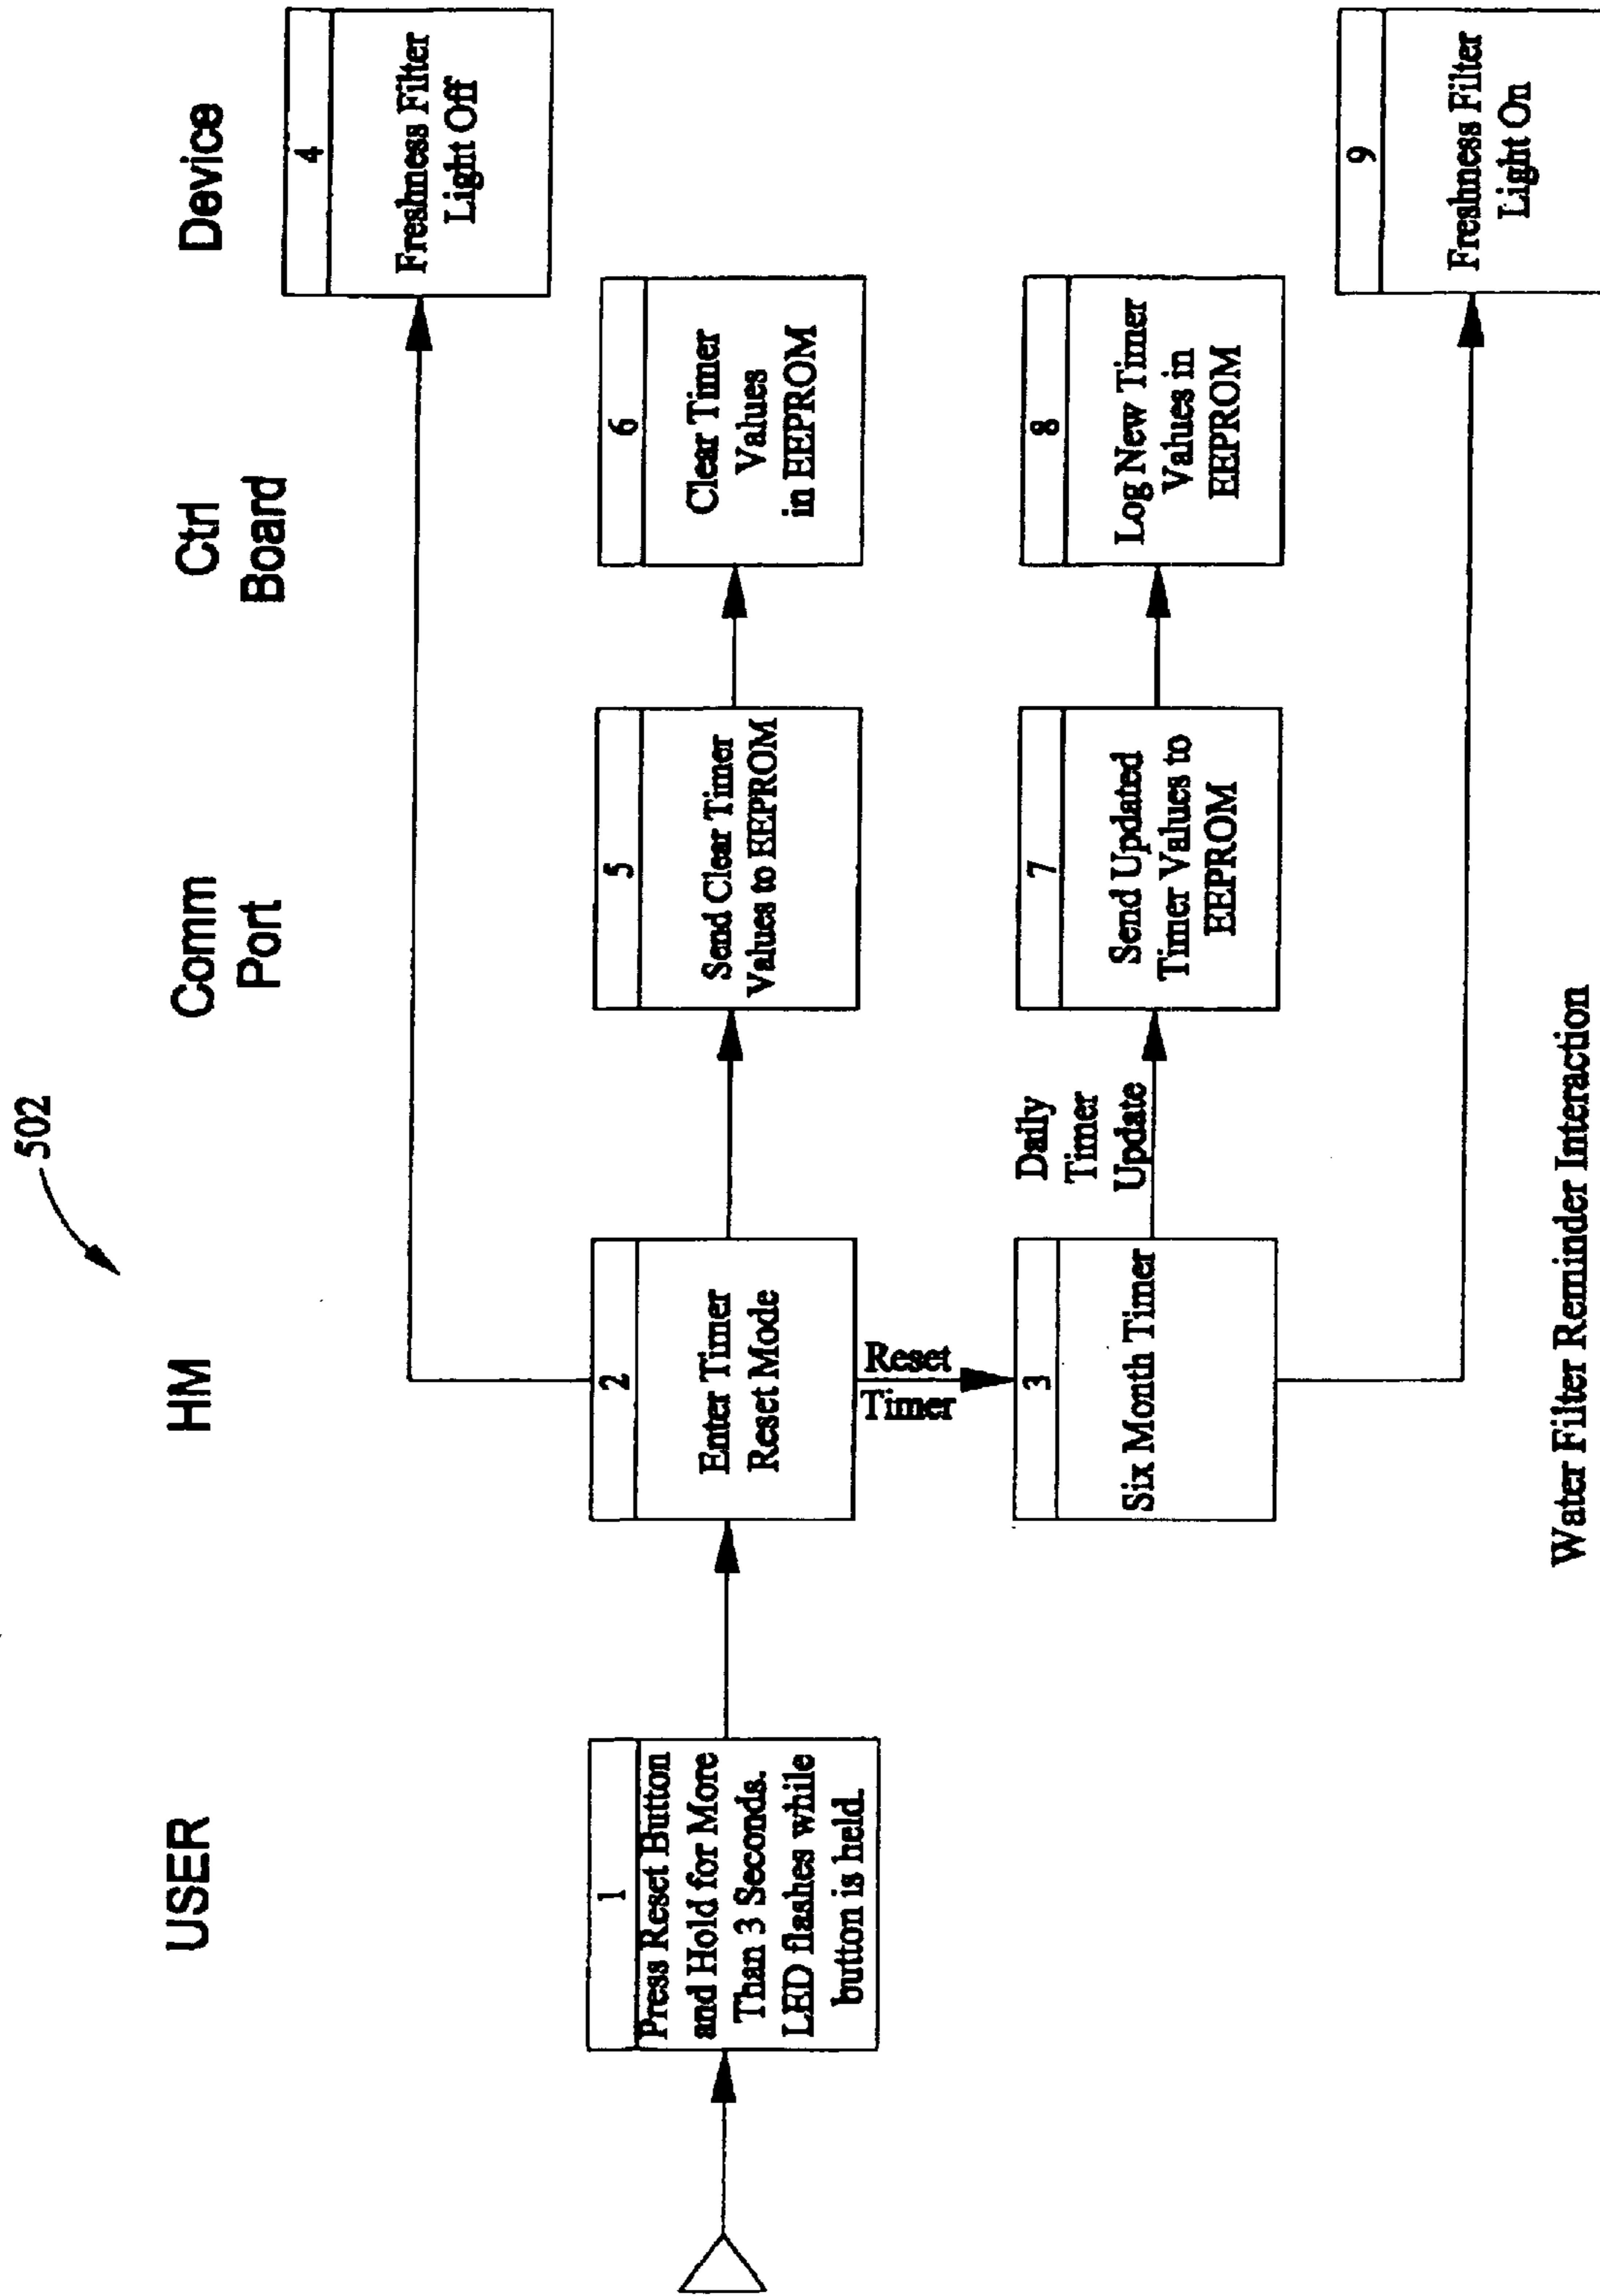 502
USER
HM
Comm
Port
Ctrl
Board
Device
1
Press Reset Button
and Hold for More
Than 3 Seconds.
LED flashes while
button is held.
2
Enter Timer
Reset Mode
Reset
Timer
3
Six Month Timer
Daily
Timer
Update
4
Freshness Filter
Light Off
5
Send Clear Timer
Values to EEPROM
6
Clear Timer
Values
in EEPROM
7
Send Updated
Timer Values to
EEPROM
8
Log New Timer
Values in
EEPROM
9
Freshness Filter
Light On
Water Filter Reminder Interaction